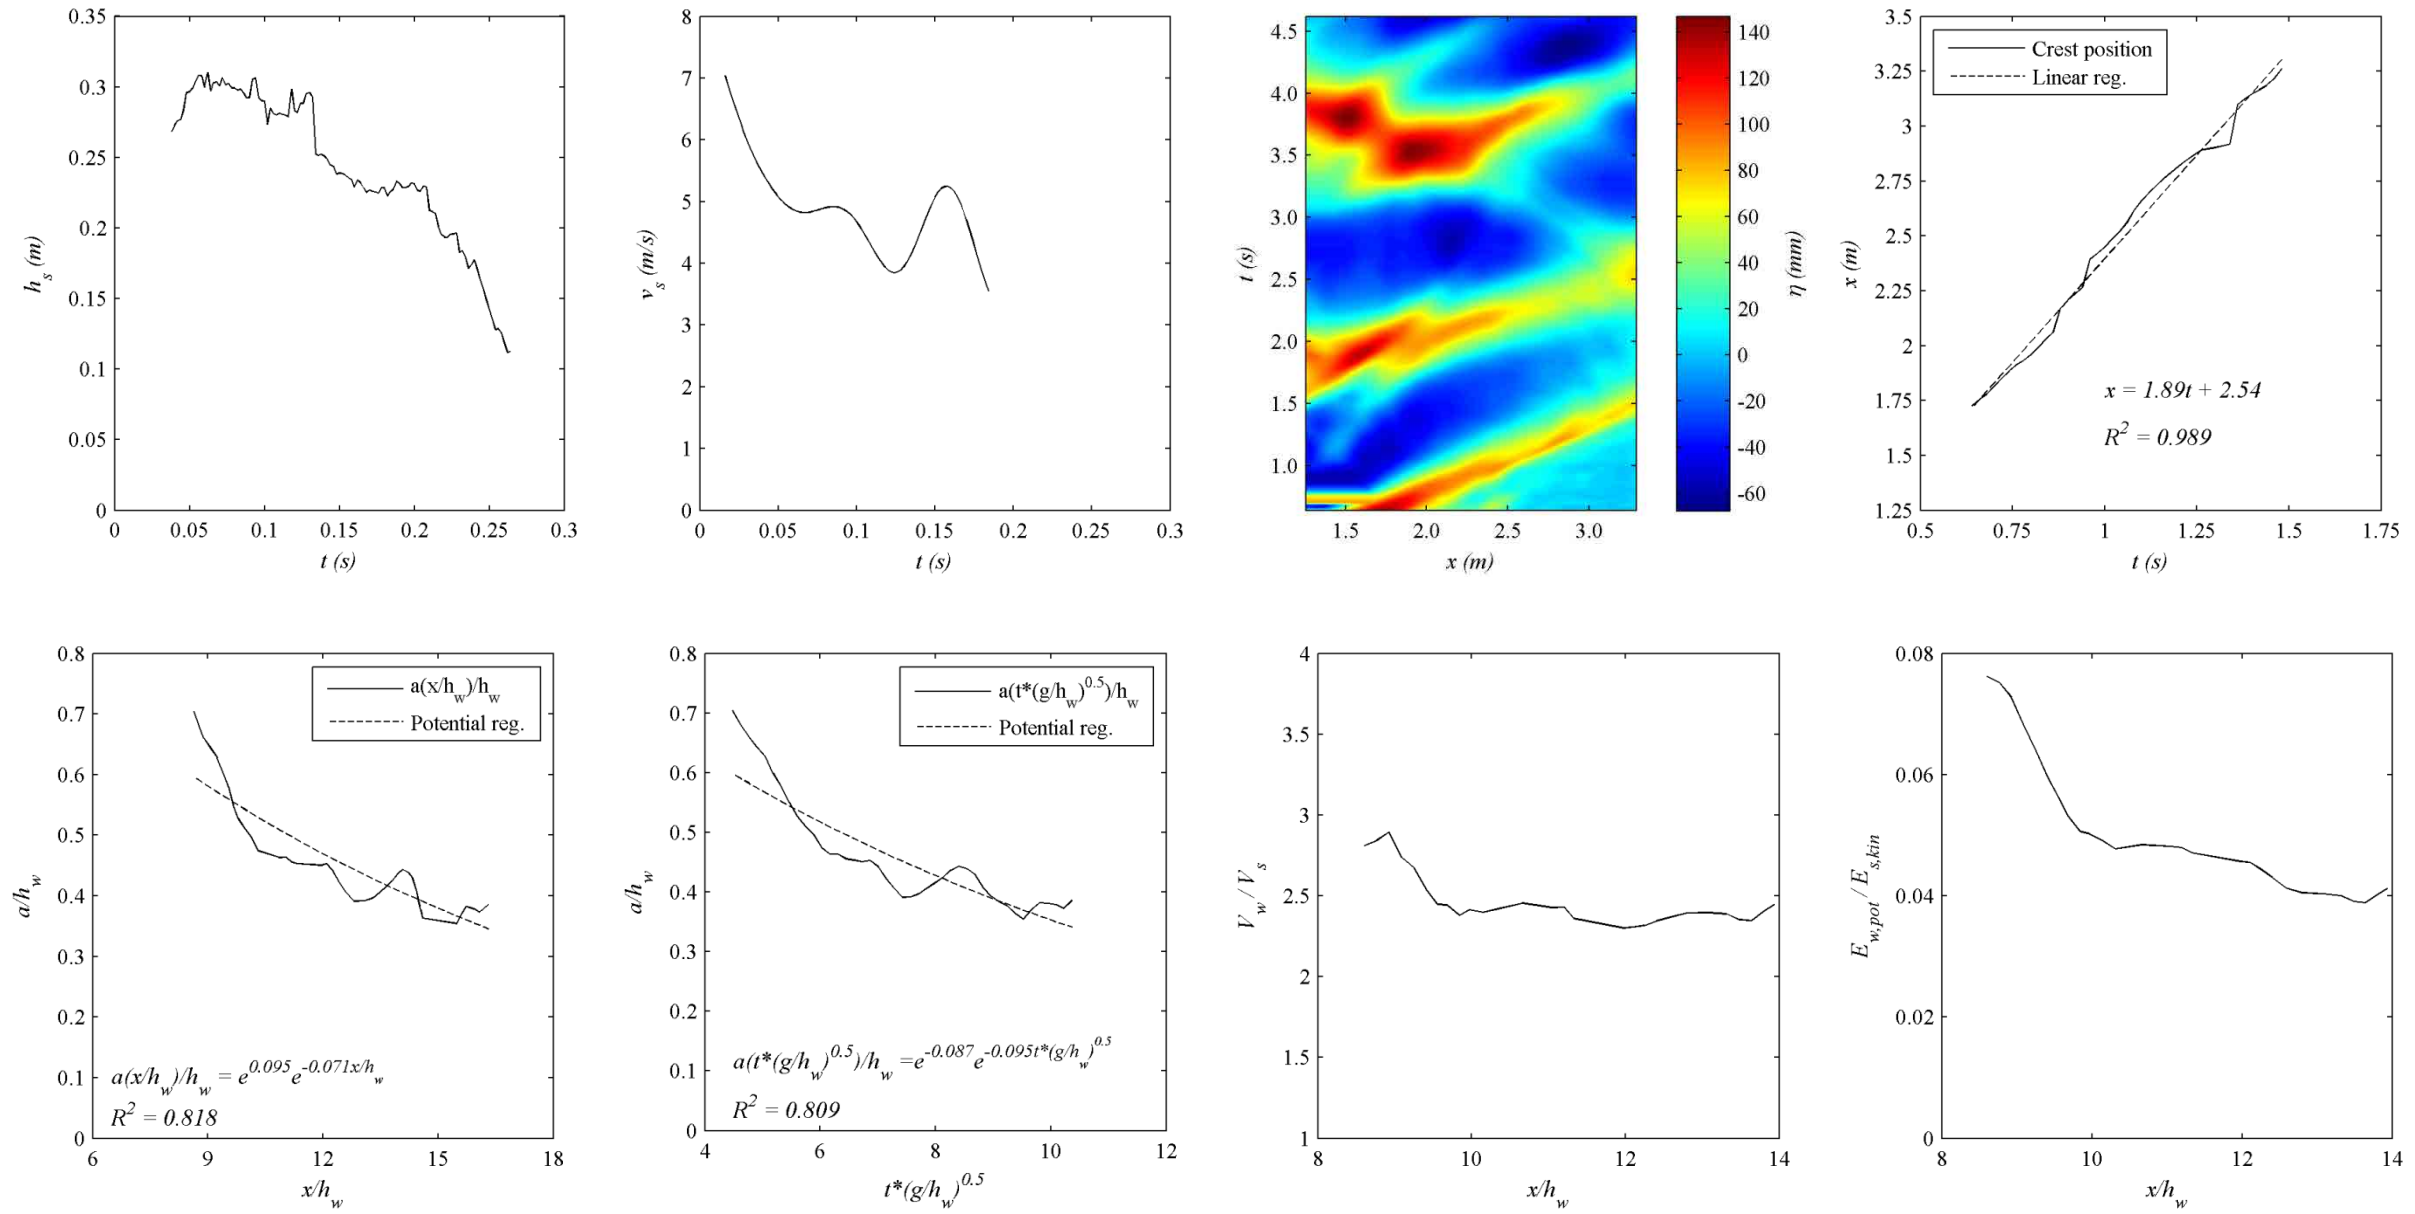 0.35
0.3
0.25
0.2
0.15
0.1
0.05
0
h_s (m)
0 0.05 0.1 0.15 0.2 0.25 0.3
t (s)
8
7
6
5
4
3
2
1
0
v_s (m/s)
0 0.05 0.1 0.15 0.2 0.25 0.3
t (s)
4.5
4.0
3.5
3.0
2.5
2.0
1.5
1.0
t (s)
1.5 2.0 2.5 3.0
x (m)
140
120
100
80
60
40
20
0
-20
-40
-60
η (mm)
3.5
3.25
3
2.75
2.5
2.25
2
1.75
1.5
1.25
x (m)
Crest position
Linear reg.
x = 1.89t + 2.54
R^2 = 0.989
0.5 0.75 1 1.25 1.5 1.75
t (s)
0.8
0.7
0.6
0.5
0.4
0.3
0.2
0.1
0
a/h_w
a(x/h_w)/h_w
Potential reg.
a(x/h_w)/h_w = e^0.095e^-0.071x/h_w
R^2 = 0.818
6 9 12 15 18
x/h_w
0.8
0.7
0.6
0.5
0.4
0.3
0.2
0.1
0
a/h_w
a(t*(g/h_w)^0.5)/h_w
Potential reg.
a(t*(g/h_w)^0.5)/h_w =e^-0.087e^-0.095t*(g/h_w)^0.5
R^2 = 0.809
4 6 8 10 12
t*(g/h_w)^0.5
4
3.5
3
2.5
2
1.5
1
V_w / V_s
8 10 12 14
x/h_w
0.08
0.06
0.04
0.02
0
E_w,pot / E_s,kin
8 10 12 14
x/h_w